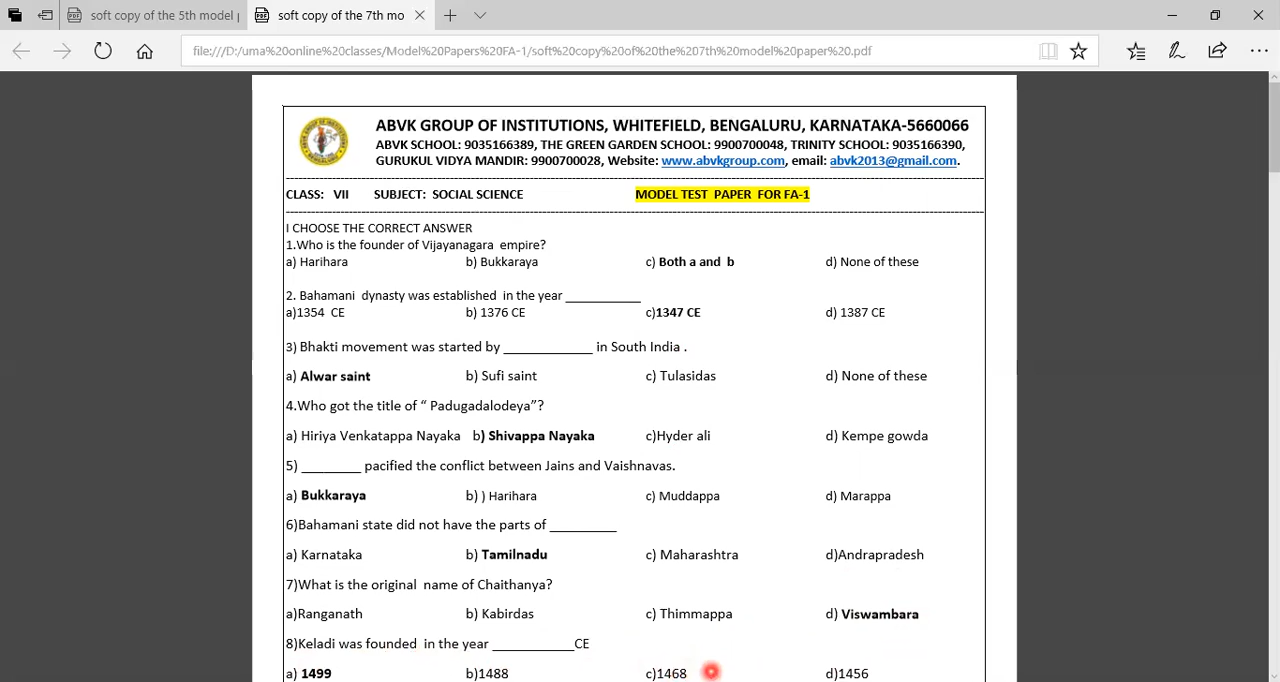 soft copy of the 5th model p
soft copy of the 7th mo
file:///D:/uma%20online%20classes/Model%20Papers%20FA-1/soft%20copy%20of%20the%207th%20model%20paper%20.pdf
ABVK GROUP OF INSTITUTIONS, WHITEFIELD, BENGALURU, KARNATAKA-5660066
ABVK SCHOOL: 9035166389, THE GREEN GARDEN SCHOOL: 9900700048, TRINITY SCHOOL: 9035166390,
GURUKUL VIDYA MANDIR: 9900700028, Website: www.abvkgroup.com, email: abvk2013@gmail.com.
CLASS: VII SUBJECT: SOCIAL SCIENCE MODEL TEST PAPER FOR FA-1
I CHOOSE THE CORRECT ANSWER
1.Who is the founder of Vijayanagara empire?
a) Harihara b) Bukkaraya c) Both a and b d) None of these
2. Bahamani dynasty was established in the year ___________
a)1354 CE b) 1376 CE c)1347 CE d) 1387 CE
3) Bhakti movement was started by ____________ in South India .
a) Alwar saint b) Sufi saint c) Tulasidas d) None of these
4.Who got the title of “ Padugadalodeya”?
a) Hiriya Venkatappa Nayaka b) Shivappa Nayaka c)Hyder ali d) Kempe gowda
5) ________ pacified the conflict between Jains and Vaishnavas.
a) Bukkaraya b) ) Harihara c) Muddappa d) Marappa
6)Bahamani state did not have the parts of _________
a) Karnataka b) Tamilnadu c) Maharashtra d)Andrapradesh
7)What is the original name of Chaithanya?
a)Ranganath b) Kabirdas c) Thimmappa d) Viswambara
8)Keladi was founded in the year ___________CE
a) 1499 b)1488 c)1468 d)1456